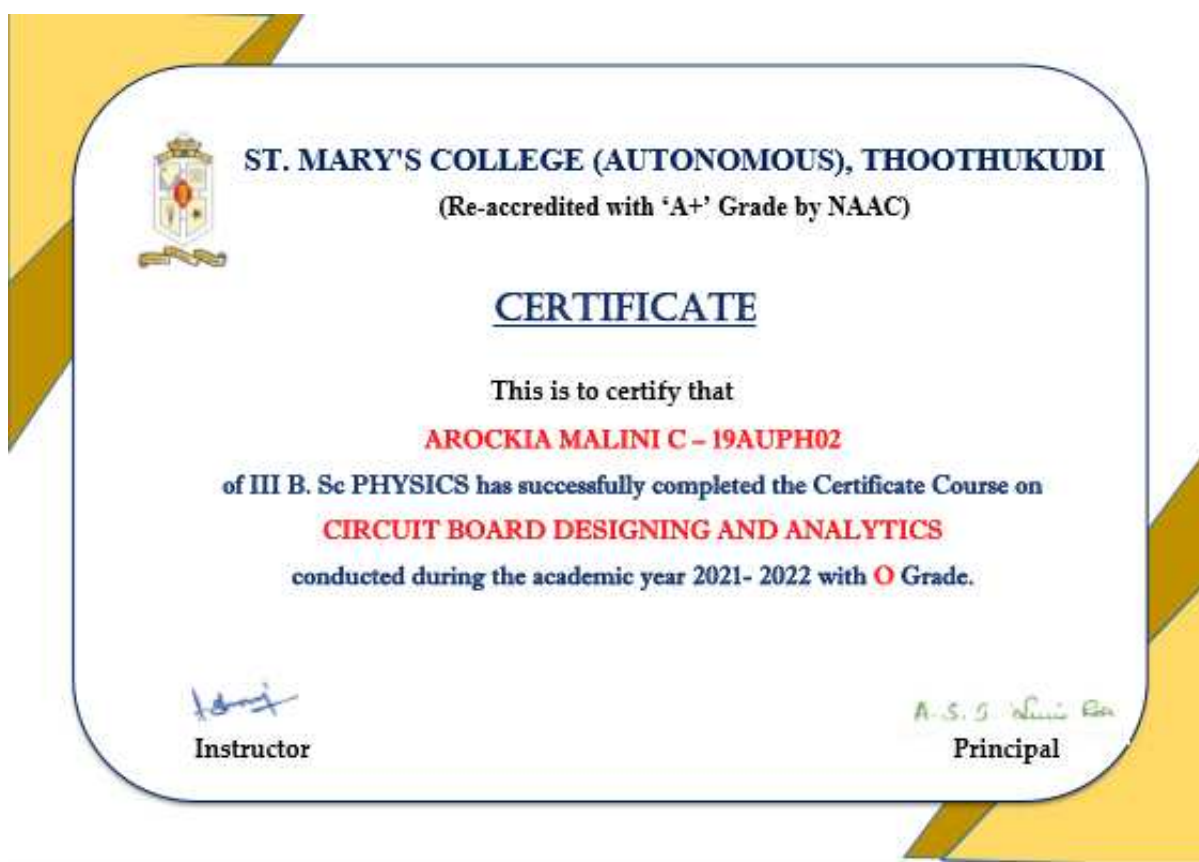 ST. MARY'S COLLEGE (AUTONOMOUS), THOOTHUKUDI
(Re-accredited with ‘A+’ Grade by NAAC)
CERTIFICATE
This is to certify that
AROCKIA MALINI C – 19AUPH02
of III B. Sc PHYSICS has successfully completed the Certificate Course on
CIRCUIT BOARD DESIGNING AND ANALYTICS
conducted during the academic year 2021- 2022 with O Grade.
A.S.J.
Instructor
Principal